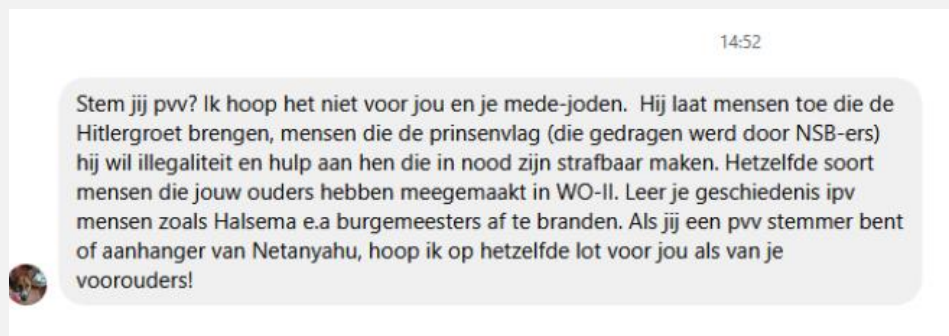 14:52
Stem jij pvv? Ik hoop het niet voor jou en je mede-joden. Hij laat mensen toe die de
Hitlergroet brengen, mensen die de prinsenvlag (die gedragen werd door NSB-ers)
hij wil illegaliteit en hulp aan hen die in nood zijn strafbaar maken. Hetzelfde soort
mensen die jouw ouders hebben meegemaakt in WO-II. Leer je geschiedenis ipv
mensen zoals Halsema e.a burgemeesters af te branden. Als jij een pvv stemmer bent
of aanhanger van Netanyahu, hoop ik op hetzelfde lot voor jou als van je
voorouders!